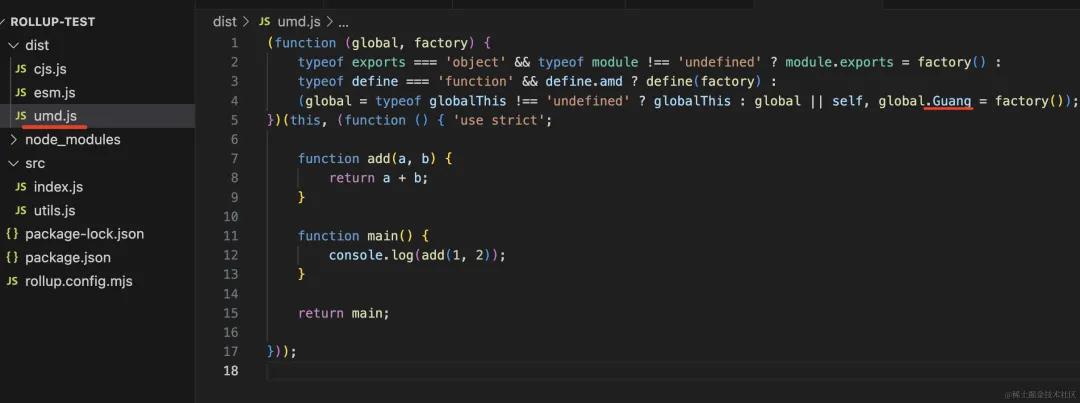 ROLLUP-TEST
dist
JS cjs.js
JS esm.js
JS umd.js
node_modules
src
JS index.js
JS utils.js
{} package-lock.json
{} package.json
JS rollup.config.mjs
dist > JS umd.js > ...
1 (function (global, factory) {
2 typeof exports === 'object' && typeof module !== 'undefined' ? module.exports = factory() :
3 typeof define === 'function' && define.amd ? define(factory) :
4 (global = typeof globalThis !== 'undefined' ? globalThis : global || self, global.Guang = factory());
5 })(this, (function () { 'use strict';
6
7 function add(a, b) {
8 return a + b;
9 }
10
11 function main() {
12 console.log(add(1, 2));
13 }
14
15 return main;
16
17 }));
18
@稀土掘金技术社区